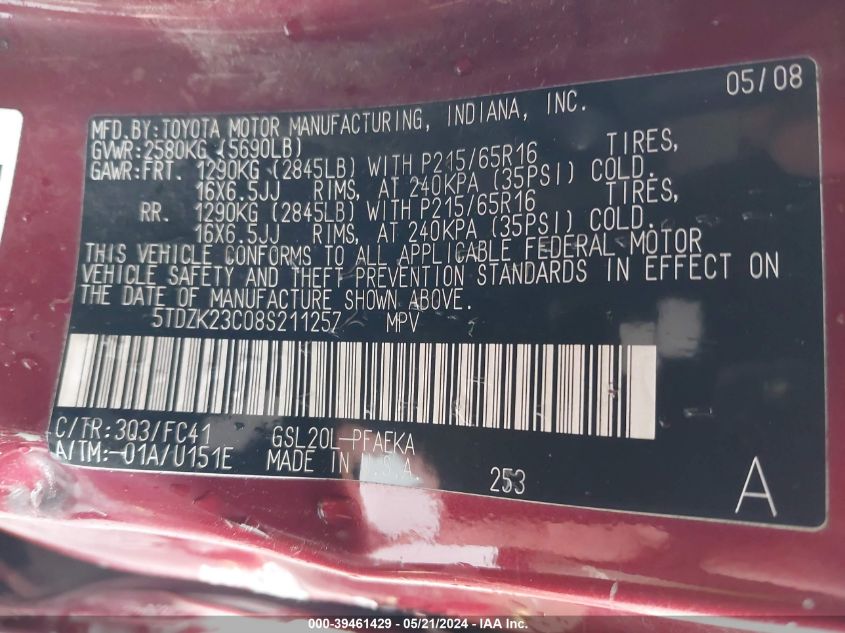 05/08
MFD.BY:TOYOTA MOTOR MANUFACTURING, INDIANA, INC.
GVWR:2580KG (5690LB)
GAWR:FRT. 1290KG (2845LB) WITH P215/65R16 TIRES,
16X6.5JJ RIMS, AT 240KPA (35PSI) COLD.
RR. 1290KG (2845LB) WITH P215/65R16 TIRES,
16X6.5JJ RIMS, AT 240KPA (35PSI) COLD.
THIS VEHICLE CONFORMS TO ALL APPLICABLE FEDERAL MOTOR
VEHICLE SAFETY AND THEFT PREVENTION STANDARDS IN EFFECT ON
THE DATE OF MANUFACTURE SHOWN ABOVE.
5TDZK23C08S211257 MPV
C/TR:3Q3/FC41 GSL20L-PFAFKA
A/TM:-01A/U151E MADE IN U.S.A.
253
A
000-39461429 - 05/21/2024 - IAA Inc.